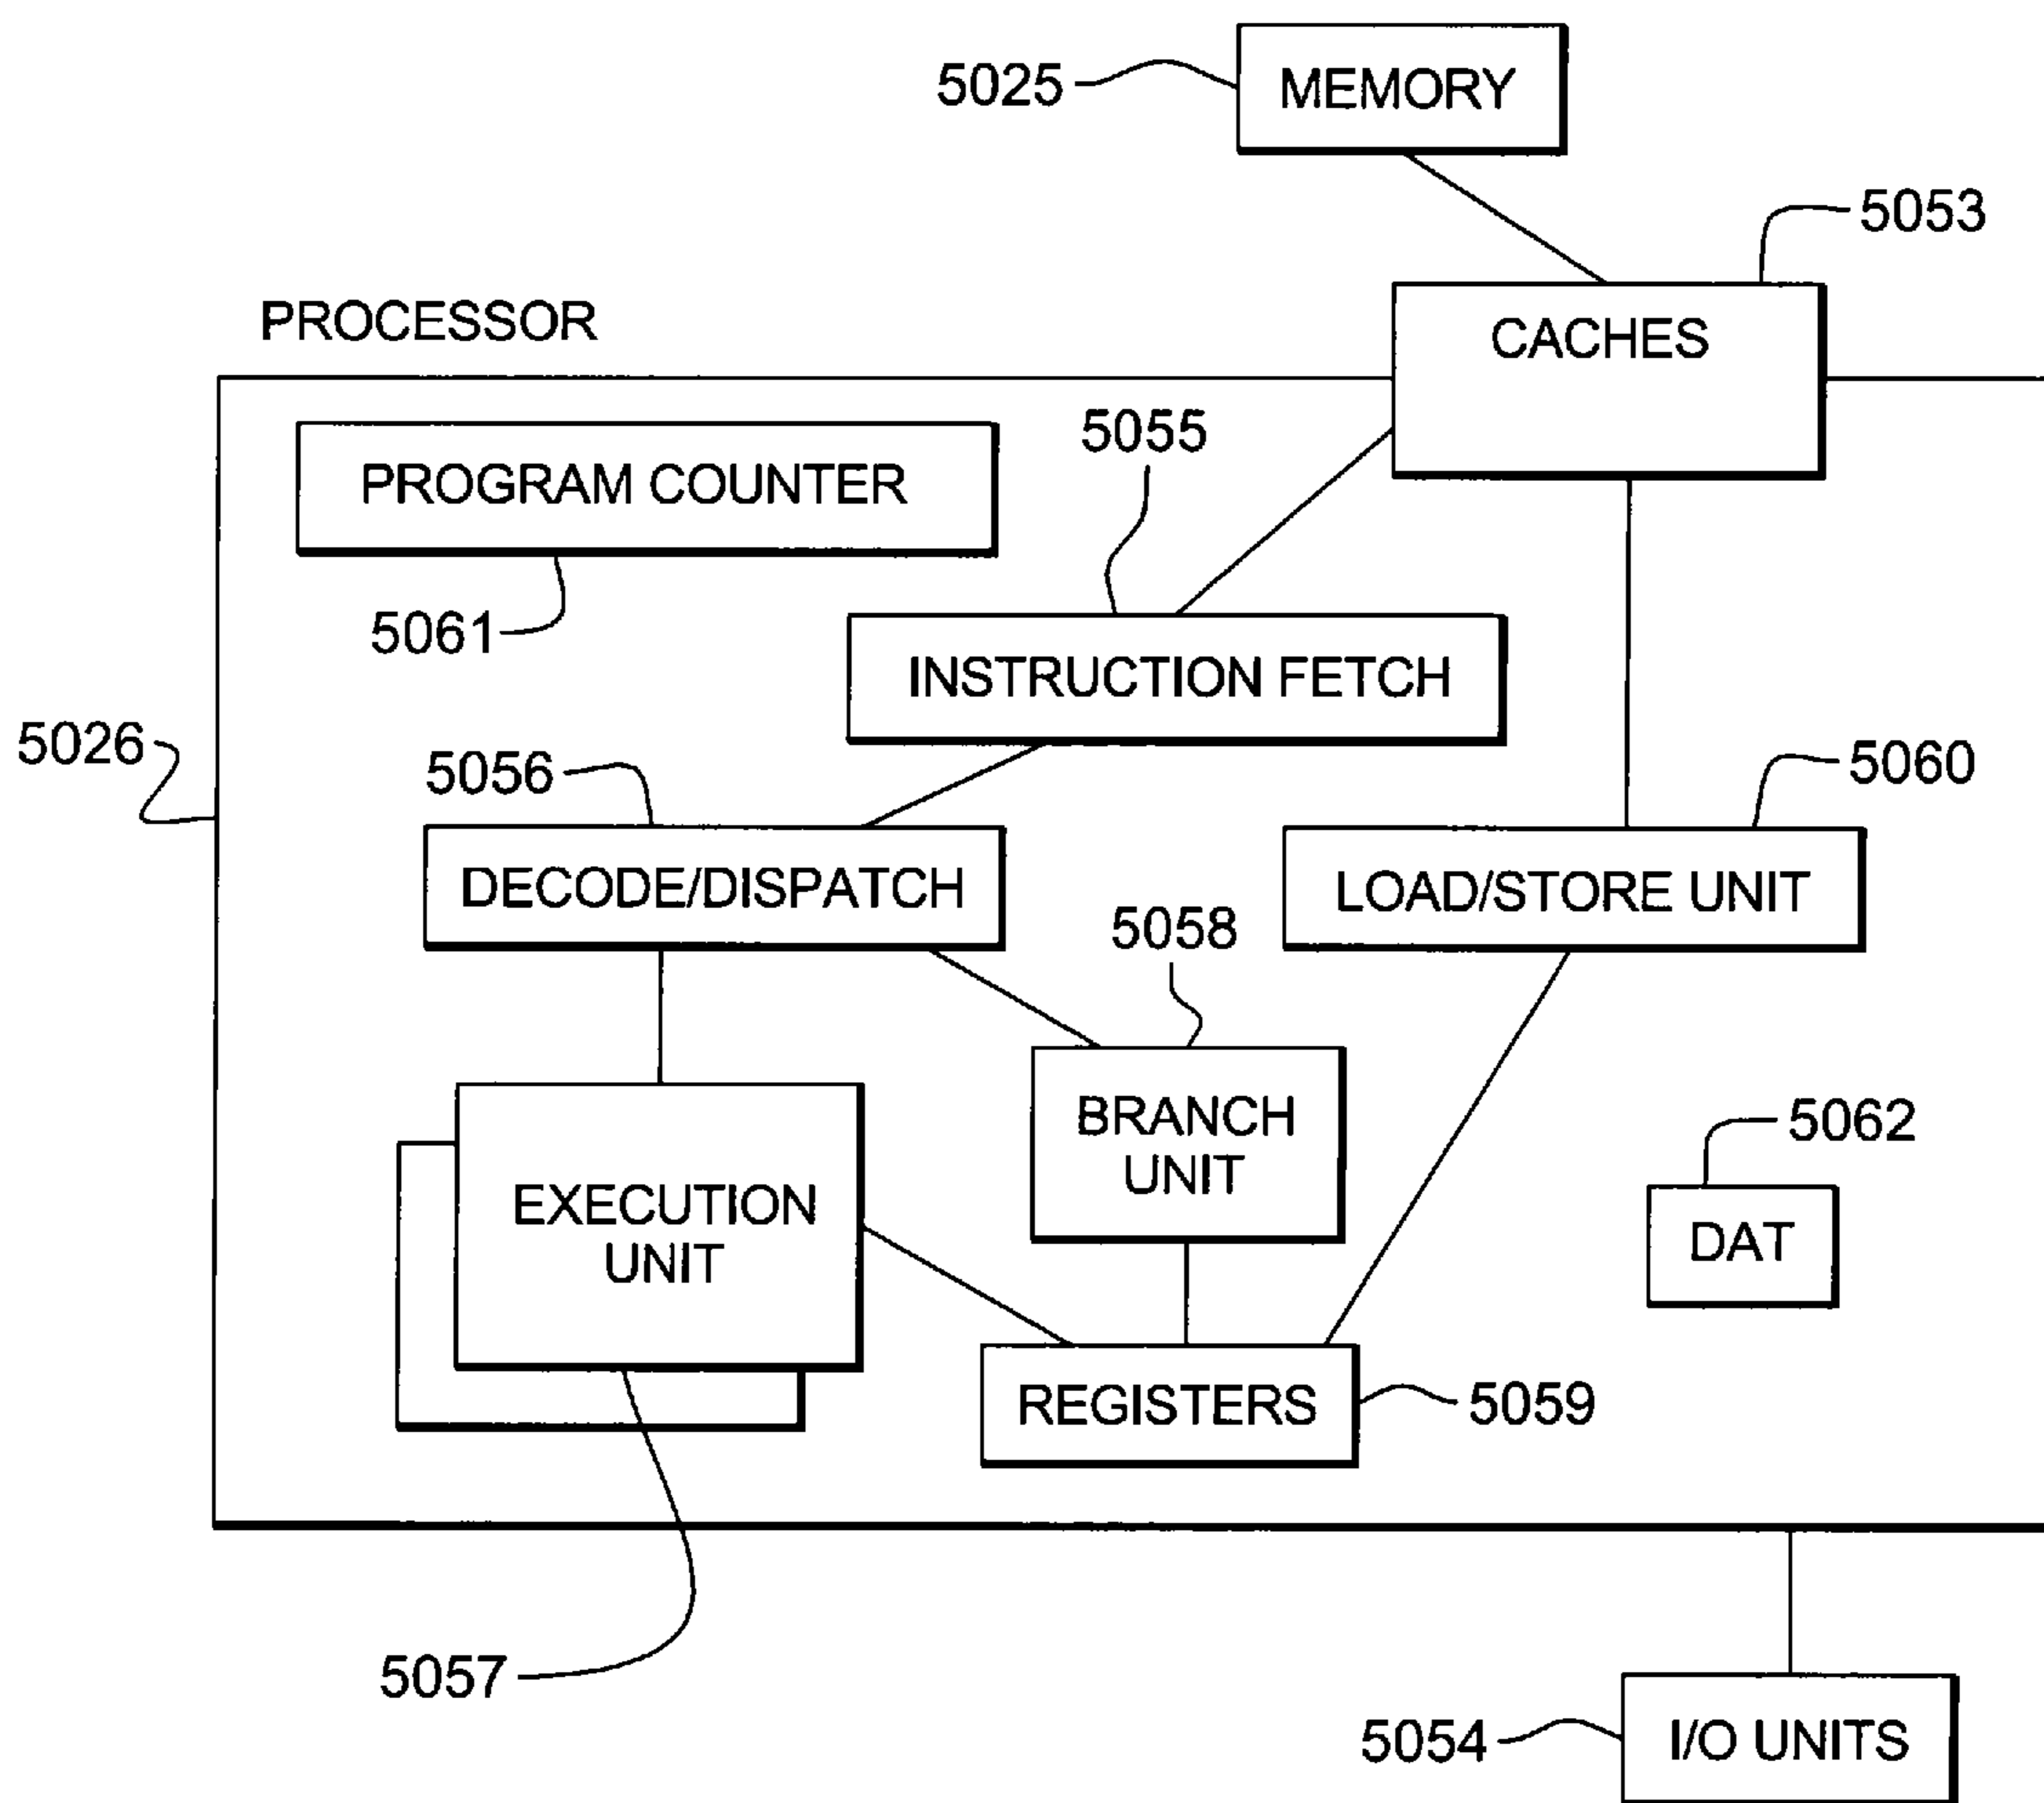 MEMORY
5025
5053
CACHES
PROCESSOR
PROGRAM COUNTER
5055
5061
INSTRUCTION FETCH
5026
5056
5060
DECODE/DISPATCH
LOAD/STORE UNIT
5058
BRANCH
UNIT
5062
EXECUTION
UNIT
DAT
REGISTERS
5059
5057
5054
I/O UNITS